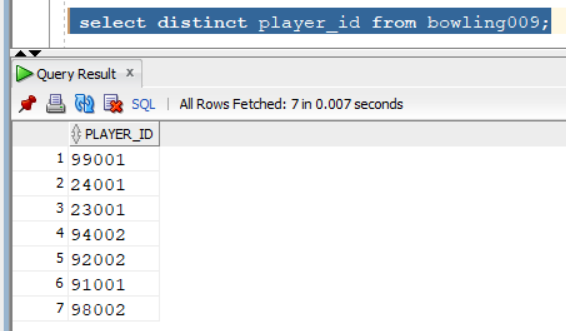 select distinct player_id from bowling009;
Query Result x
SQL | All Rows Fetched: 7 in 0.007 seconds
PLAYER_ID
1 99001
2 24001
3 23001
4 94002
5 92002
6 91001
7 98002